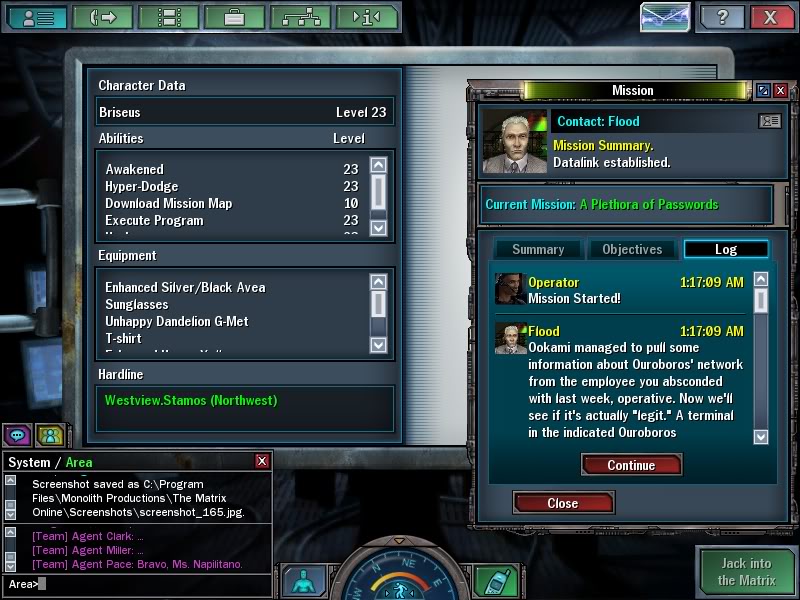 i
?
X
Character Data
Briseus Level 23
Abilities Level
Awakened 23
Hyper-Dodge 23
Download Mission Map 10
Execute Program 23
Equipment
Enhanced Silver/Black Avea
Sunglasses
Unhappy Dandelion G-Met
T-shirt
Hardline
Westview.Stamos (Northwest)
Mission
X
Contact: Flood
Mission Summary.
Datalink established.
Current Mission: A Plethora of Passwords
Summary Objectives Log
Operator 1:17:09 AM
Mission Started!
Flood 1:17:09 AM
Ookami managed to pull some
information about Ouroboros' network
from the employee you absconded
with last week, operative. Now we'll
see if it's actually "legit." A terminal
in the indicated Ouroboros
Continue
Close
System / Area
X
Screenshot saved as C:\Program
Files\Monolith Productions\The Matrix
Online\Screenshots\screenshot_165.jpg.
[Team] Agent Clark: ...
[Team] Agent Miller: ...
[Team] Agent Pace: Bravo, Ms. Napilitano.
Area>
NW
NE
Jack into
the Matrix